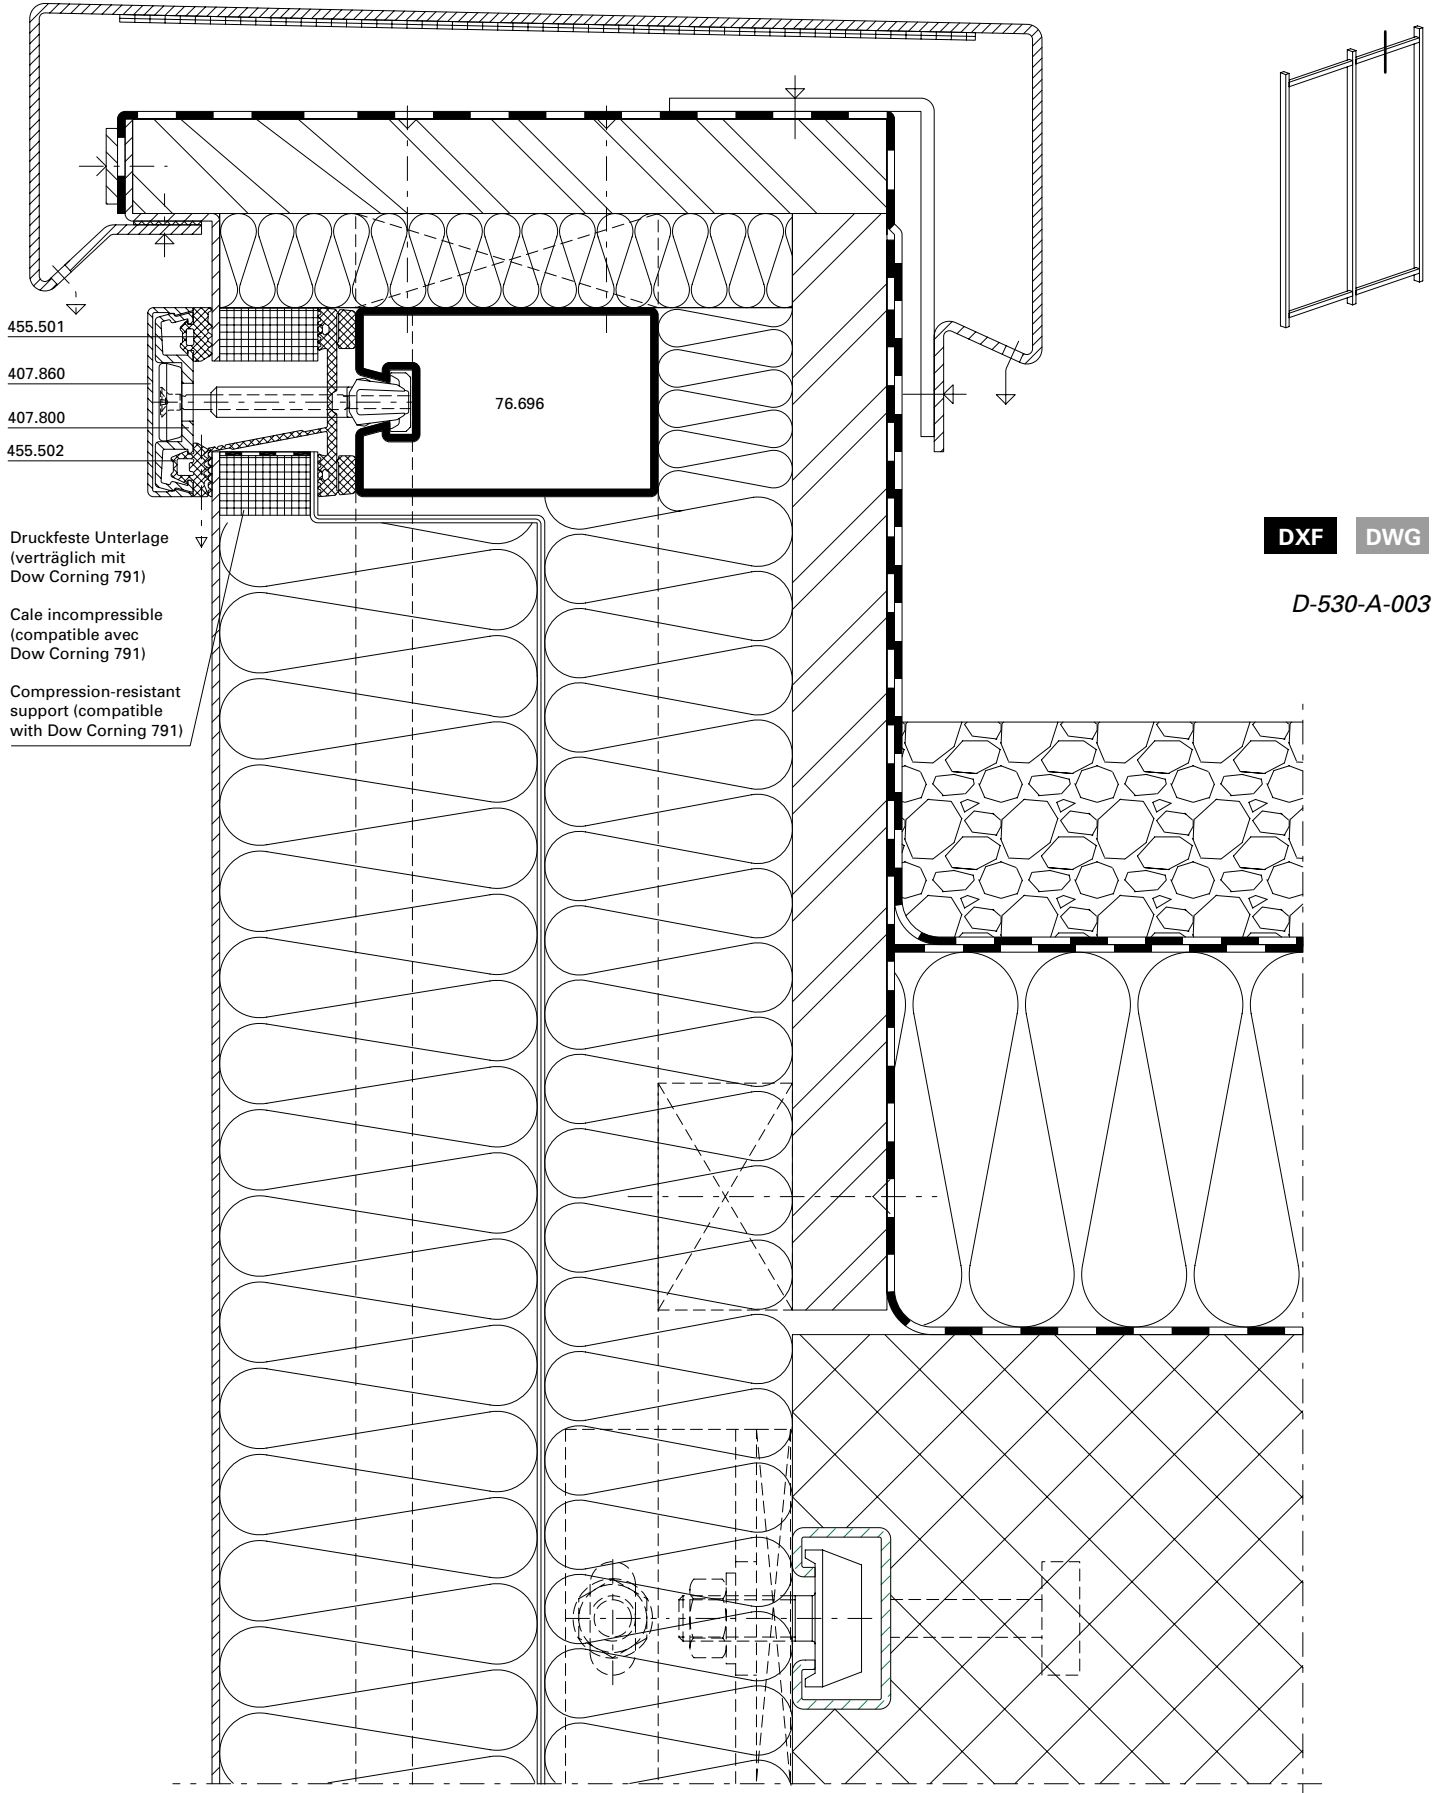 455.501
407.860
407.800
455.502
76.696
Druckfeste Unterlage
(verträglich mit
Dow Corning 791)
Cale incompressible
(compatible avec
Dow Corning 791)
Compression-resistant
support (compatible
with Dow Corning 791)
DXF DWG
D-530-A-003